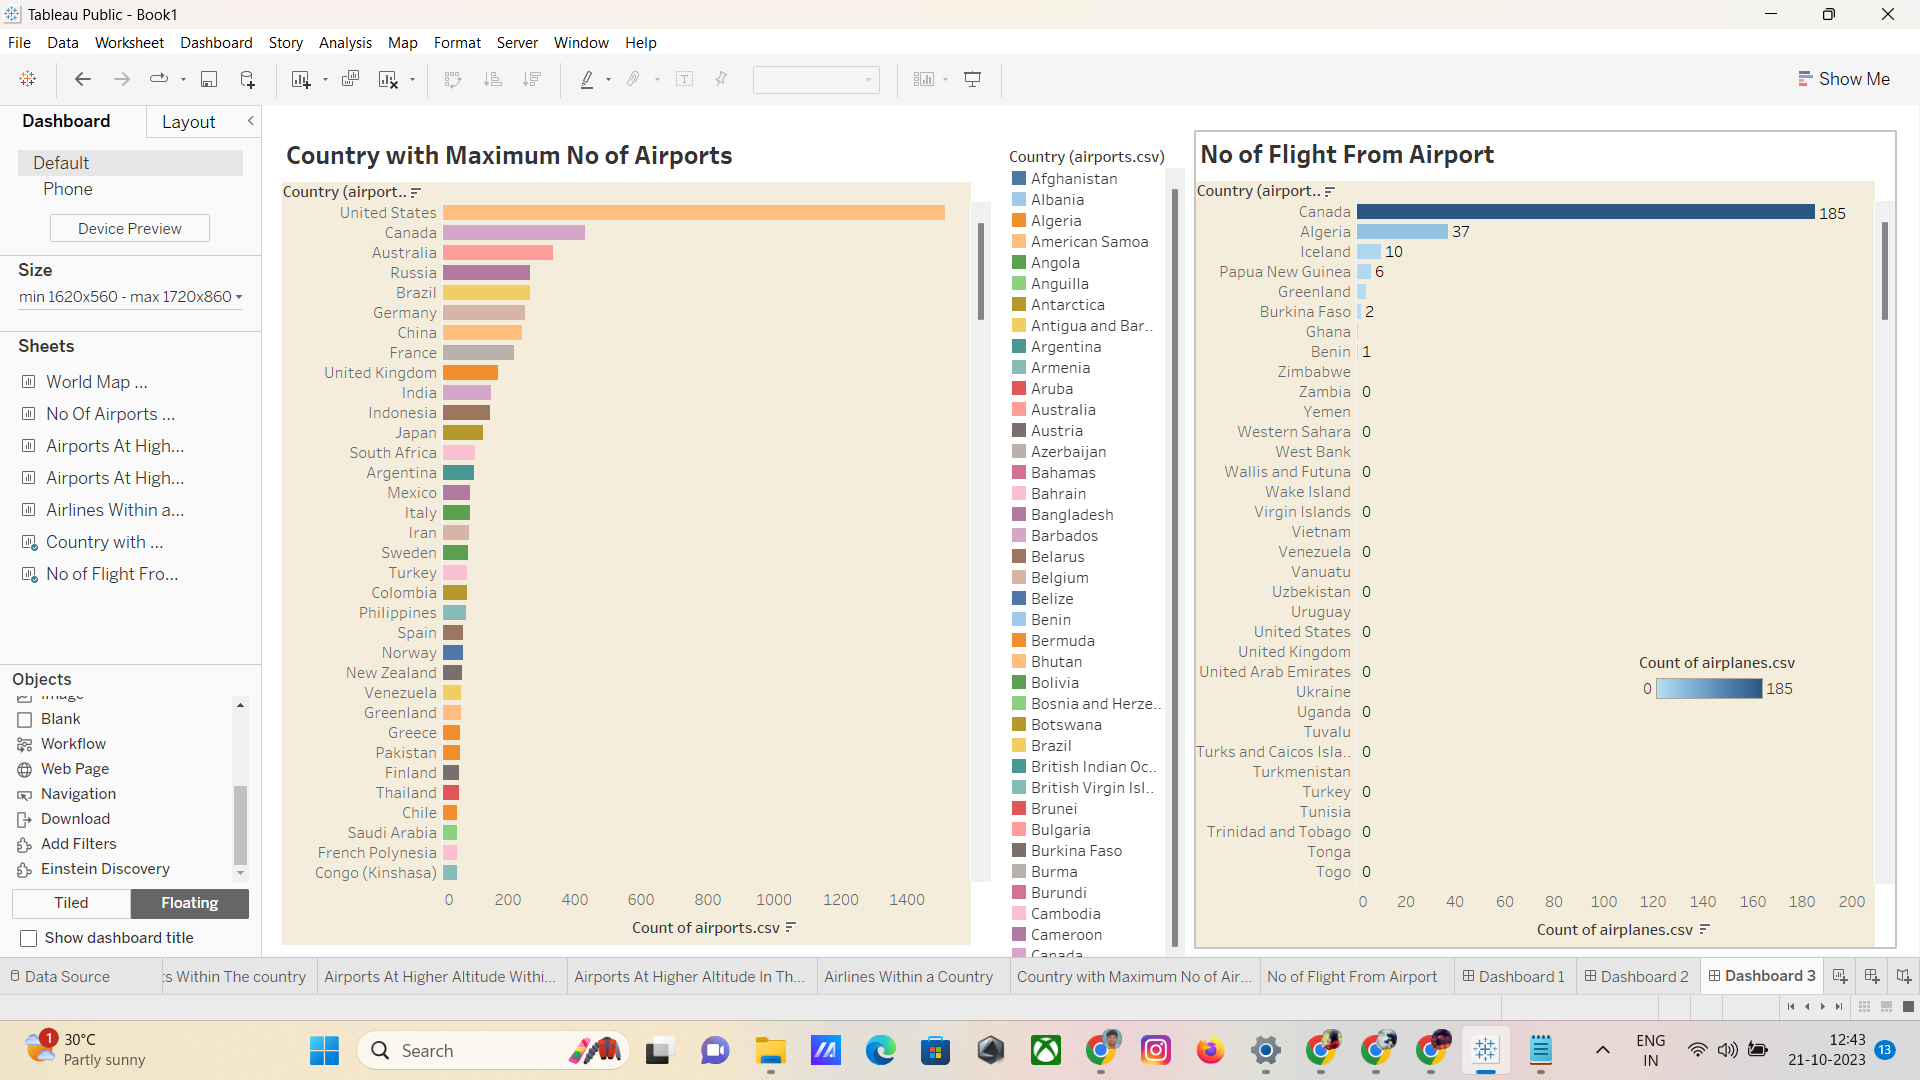 Tableau Public - Book1
File Data Worksheet Dashboard Story Analysis Map Format Server Window Help
Show Me
Dashboard
Layout
Default
Phone
Device Preview
Size
min 1620x560 - max 1720x860
Sheets
World Map ...
No Of Airports ...
Airports At High...
Airports At High...
Airlines Within a...
Country with ...
No of Flight Fro...
Objects
Image
Blank
Workflow
Web Page
Navigation
Download
Add Filters
Einstein Discovery
Tiled
Floating
Show dashboard title
Country with Maximum No of Airports
Country (airport..
United States
Canada
Australia
Russia
Brazil
Germany
China
France
United Kingdom
India
Indonesia
Japan
South Africa
Argentina
Mexico
Italy
Iran
Sweden
Turkey
Colombia
Philippines
Spain
Norway
New Zealand
Venezuela
Greenland
Greece
Pakistan
Finland
Thailand
Chile
Saudi Arabia
French Polynesia
Congo (Kinshasa)
0 200 400 600 800 1000 1200 1400
Count of airports.csv
Country (airports.csv)
Afghanistan
Albania
Algeria
American Samoa
Angola
Anguilla
Antarctica
Antigua and Bar..
Argentina
Armenia
Aruba
Australia
Austria
Azerbaijan
Bahamas
Bahrain
Bangladesh
Barbados
Belarus
Belgium
Belize
Benin
Bermuda
Bhutan
Bolivia
Bosnia and Herze..
Botswana
Brazil
British Indian Oc..
British Virgin Isl..
Brunei
Bulgaria
Burkina Faso
Burma
Burundi
Cambodia
Cameroon
Canada
No of Flight From Airport
Country (airport..
Canada 185
Algeria 37
Iceland 10
Papua New Guinea 6
Greenland
Burkina Faso 2
Ghana
Benin 1
Zimbabwe
Zambia 0
Yemen
Western Sahara 0
West Bank
Wallis and Futuna 0
Wake Island
Virgin Islands 0
Vietnam
Venezuela 0
Vanuatu
Uzbekistan 0
Uruguay
United States 0
United Kingdom
United Arab Emirates 0
Ukraine
Uganda 0
Tuvalu
Turks and Caicos Isla.. 0
Turkmenistan
Turkey 0
Tunisia
Trinidad and Tobago 0
Tonga
Togo 0
0 20 40 60 80 100 120 140 160 180 200
Count of airplanes.csv
Count of airplanes.csv
0 185
Data Source
ts Within The country
Airports At Higher Altitude Withi...
Airports At Higher Altitude In Th...
Airlines Within a Country
Country with Maximum No of Air...
No of Flight From Airport
Dashboard 1
Dashboard 2
Dashboard 3
1
30°C
Partly sunny
Search
ENG
IN
12:43
21-10-2023
13